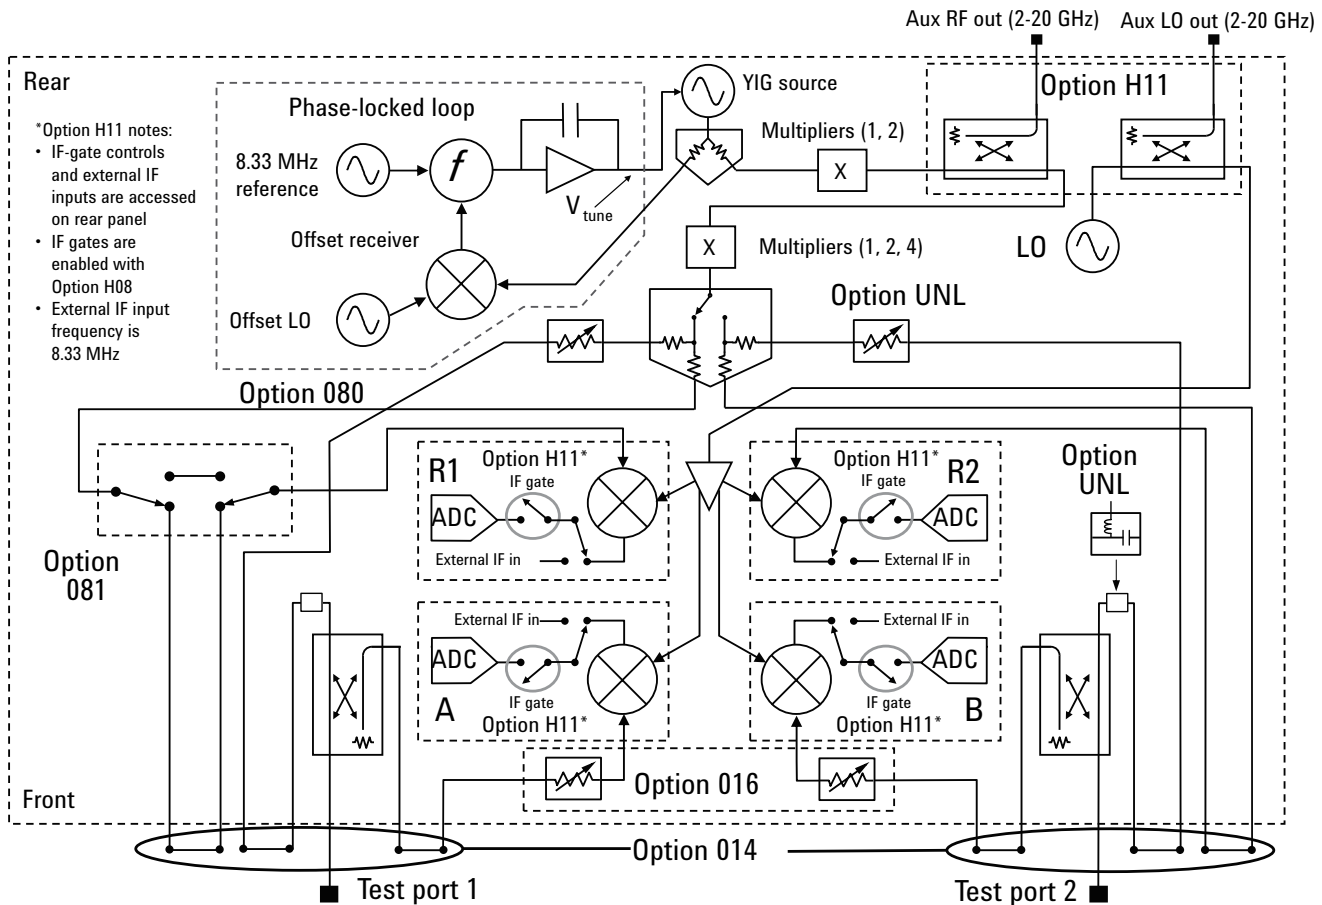 Aux RF out (2-20 GHz)
Aux LO out (2-20 GHz)
Rear
Option H11
Phase-locked loop
YIG source
*Option H11 notes:
• IF-gate controls
and external IF
inputs are accessed
on rear panel
• IF gates are
enabled with
Option H08
• External IF input
frequency is
8.33 MHz
8.33 MHz
reference
f
V tune
Multipliers (1, 2)
X
Offset receiver
X
Multipliers (1, 2, 4)
LO
Offset LO
Option UNL
Option 080
R1
Option H11*
IF gate
ADC
External IF in
Option H11*
R2
IF gate
ADC
External IF in
Option
UNL
Option
081
External IF in
ADC
IF gate
A
Option H11*
External IF in
ADC
IF gate
Option H11*
B
Option 016
Front
Option 014
Test port 1
Test port 2